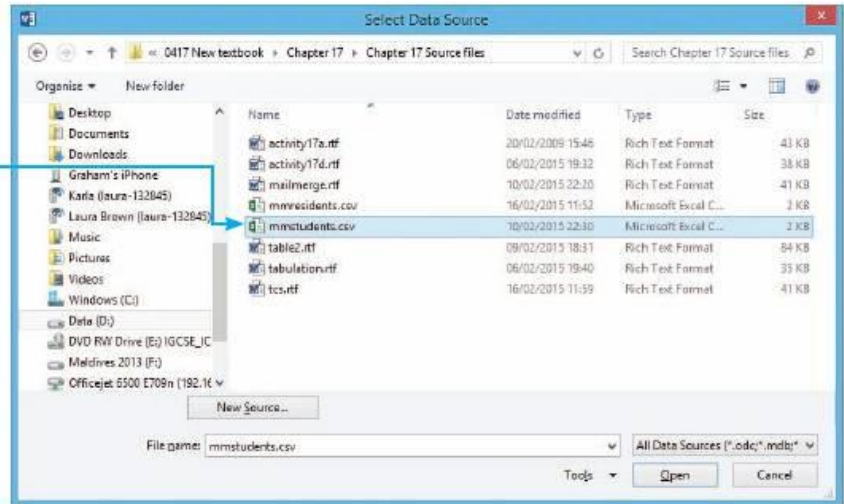 Select Data Source
« 0417 New textbook ▸ Chapter 17 ▸ Chapter 17 Source files
Search Chapter 17 Source files
Organise
New folder
Desktop
Documents
Downloads
Graham's iPhone
Karla (laura-132845)
Laura Brown (laura-132845)
Music
Pictures
Videos
Windows (C:)
Data (D:)
DVD RW Drive (E:) IGCSE_IC
Maldives 2013 (F:)
Officejet 6500 E709n (192.16
Name Date modified Type Size
activity17a.rtf 20/02/2009 15:46 Rich Text Format 43 KB
activity17d.rtf 06/02/2015 19:32 Rich Text Format 38 KB
mailmerge.rtf 10/02/2015 22:20 Rich Text Format 41 KB
mmresidents.csv 16/02/2015 11:52 Microsoft Excel C... 2 KB
mmstudents.csv 10/02/2015 22:30 Microsoft Excel C... 2 KB
table2.rtf 09/02/2015 18:31 Rich Text Format 84 KB
tabulation.rtf 06/02/2015 19:40 Rich Text Format 35 KB
tcs.rtf 16/02/2015 11:59 Rich Text Format 41 KB
New Source...
File name: mmstudents.csv
All Data Sources (*.odc;*.mdb;*
Tools
Open
Cancel